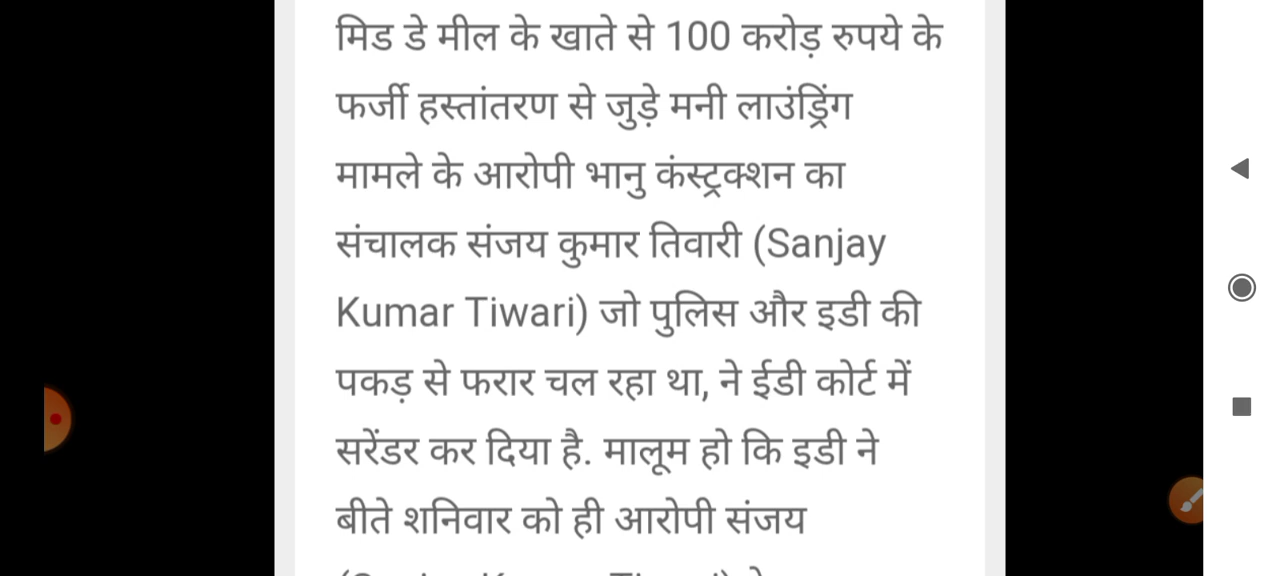 मिड डे मील के खाते से 100 करोड़ रुपये के
फर्जी हस्तांतरण से जुड़े मनी लाउंड्रिंग
मामले के आरोपी भानु कंस्ट्रक्शन का
संचालक संजय कुमार तिवारी (Sanjay
Kumar Tiwari) जो पुलिस और इडी की
पकड़ से फरार चल रहा था, ने ईडी कोर्ट में
सरेंडर कर दिया है. मालूम हो कि इडी ने
बीते शनिवार को ही आरोपी संजय